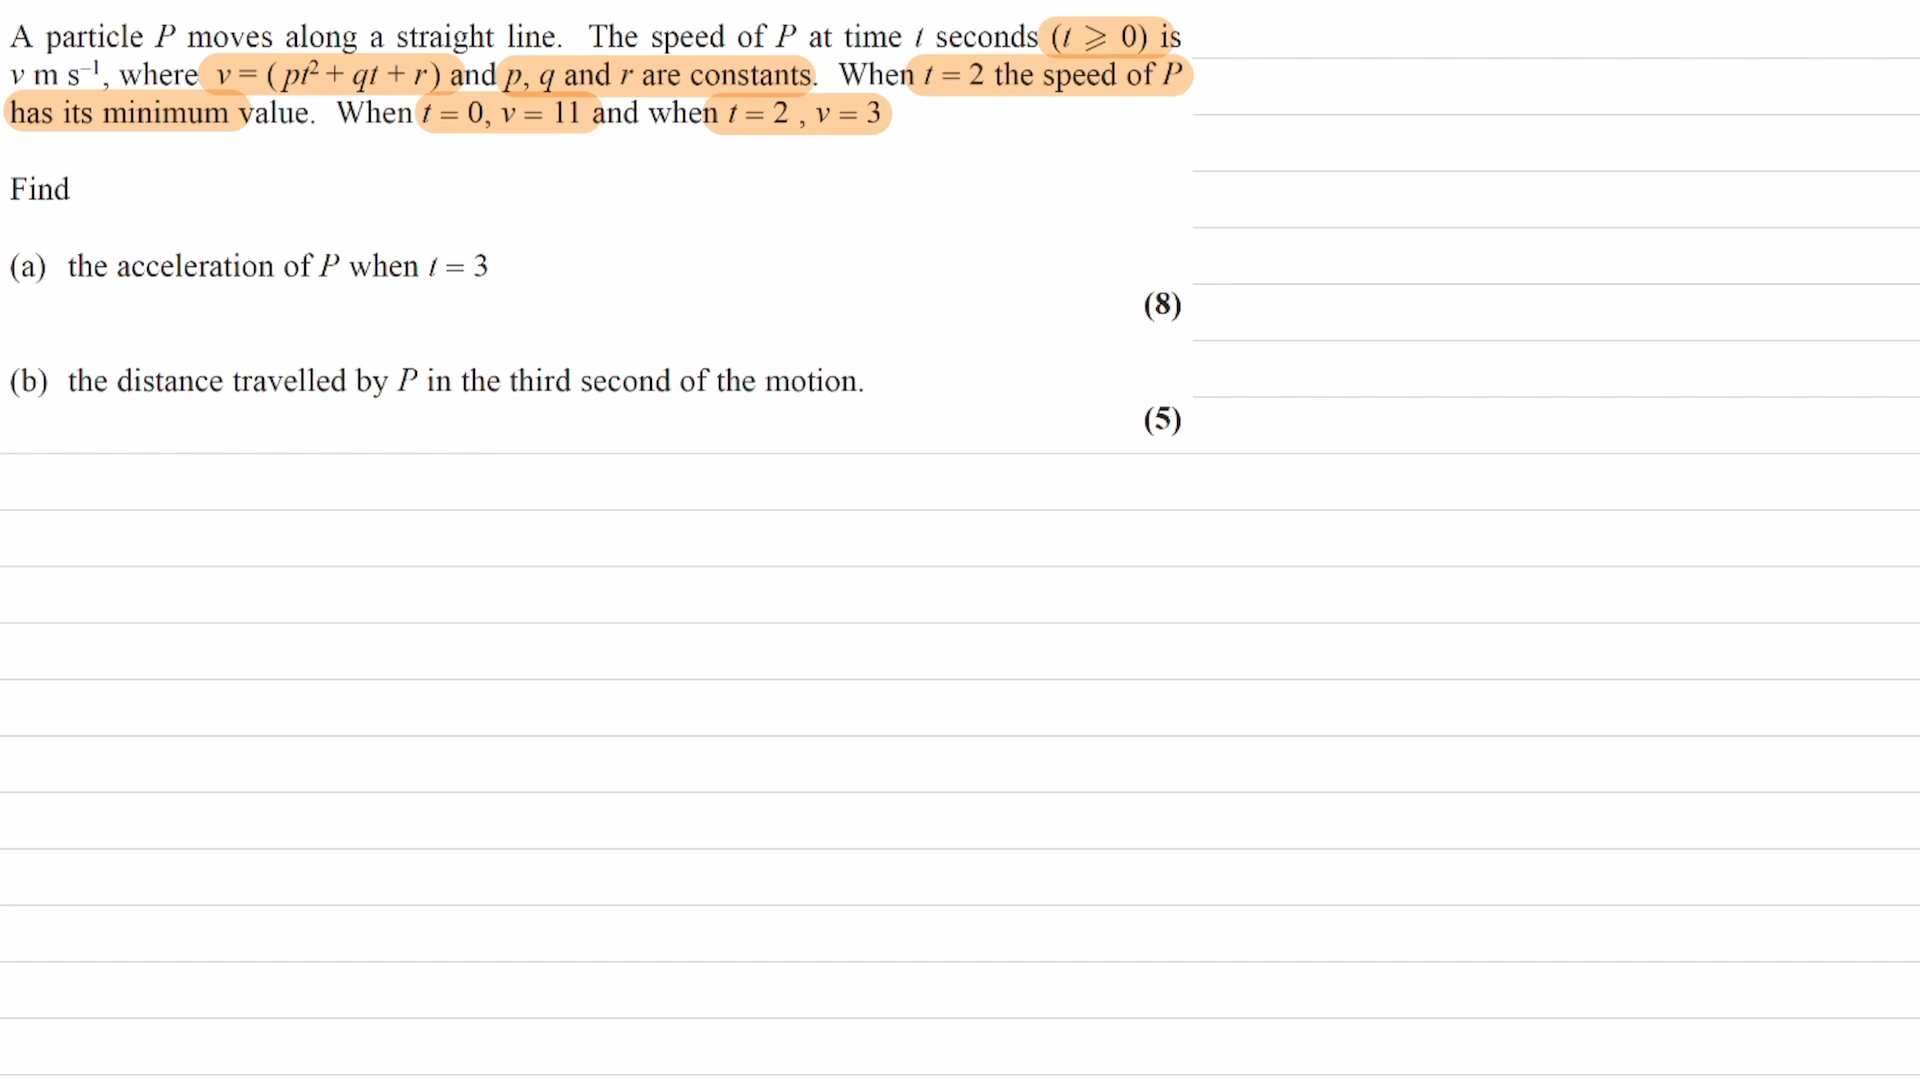 A particle P moves along a straight line. The speed of P at time t seconds (t ⩾ 0) is
v m s⁻¹, where v = ( pt² + qt + r ) and p, q and r are constants. When t = 2 the speed of P
has its minimum value. When t = 0, v = 11 and when t = 2 , v = 3
Find
(a) the acceleration of P when t = 3
(8)
(b) the distance travelled by P in the third second of the motion.
(5)